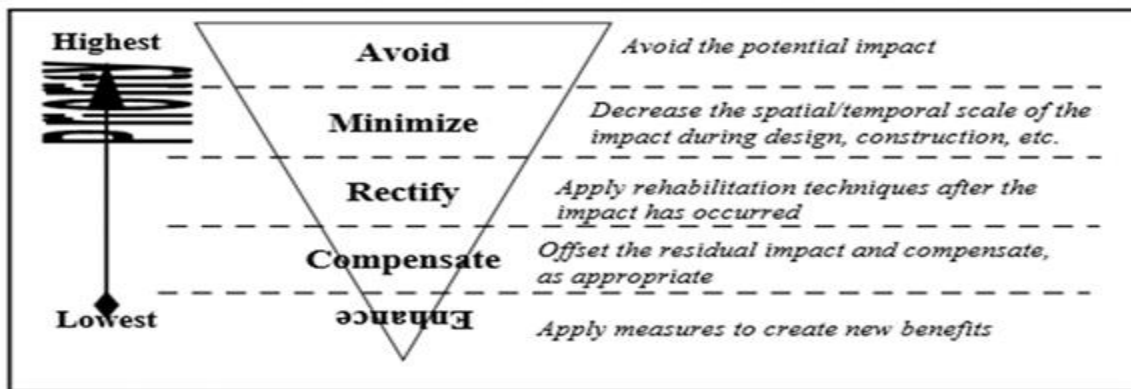 Highest
Avoid
Avoid the potential impact
Minimize
Decrease the spatial/temporal scale of the
impact during design, construction, etc.
Rectify
Apply rehabilitation techniques after the
impact has occurred
Compensate
Offset the residual impact and compensate,
as appropriate
Lowest
Enhance
Apply measures to create new benefits